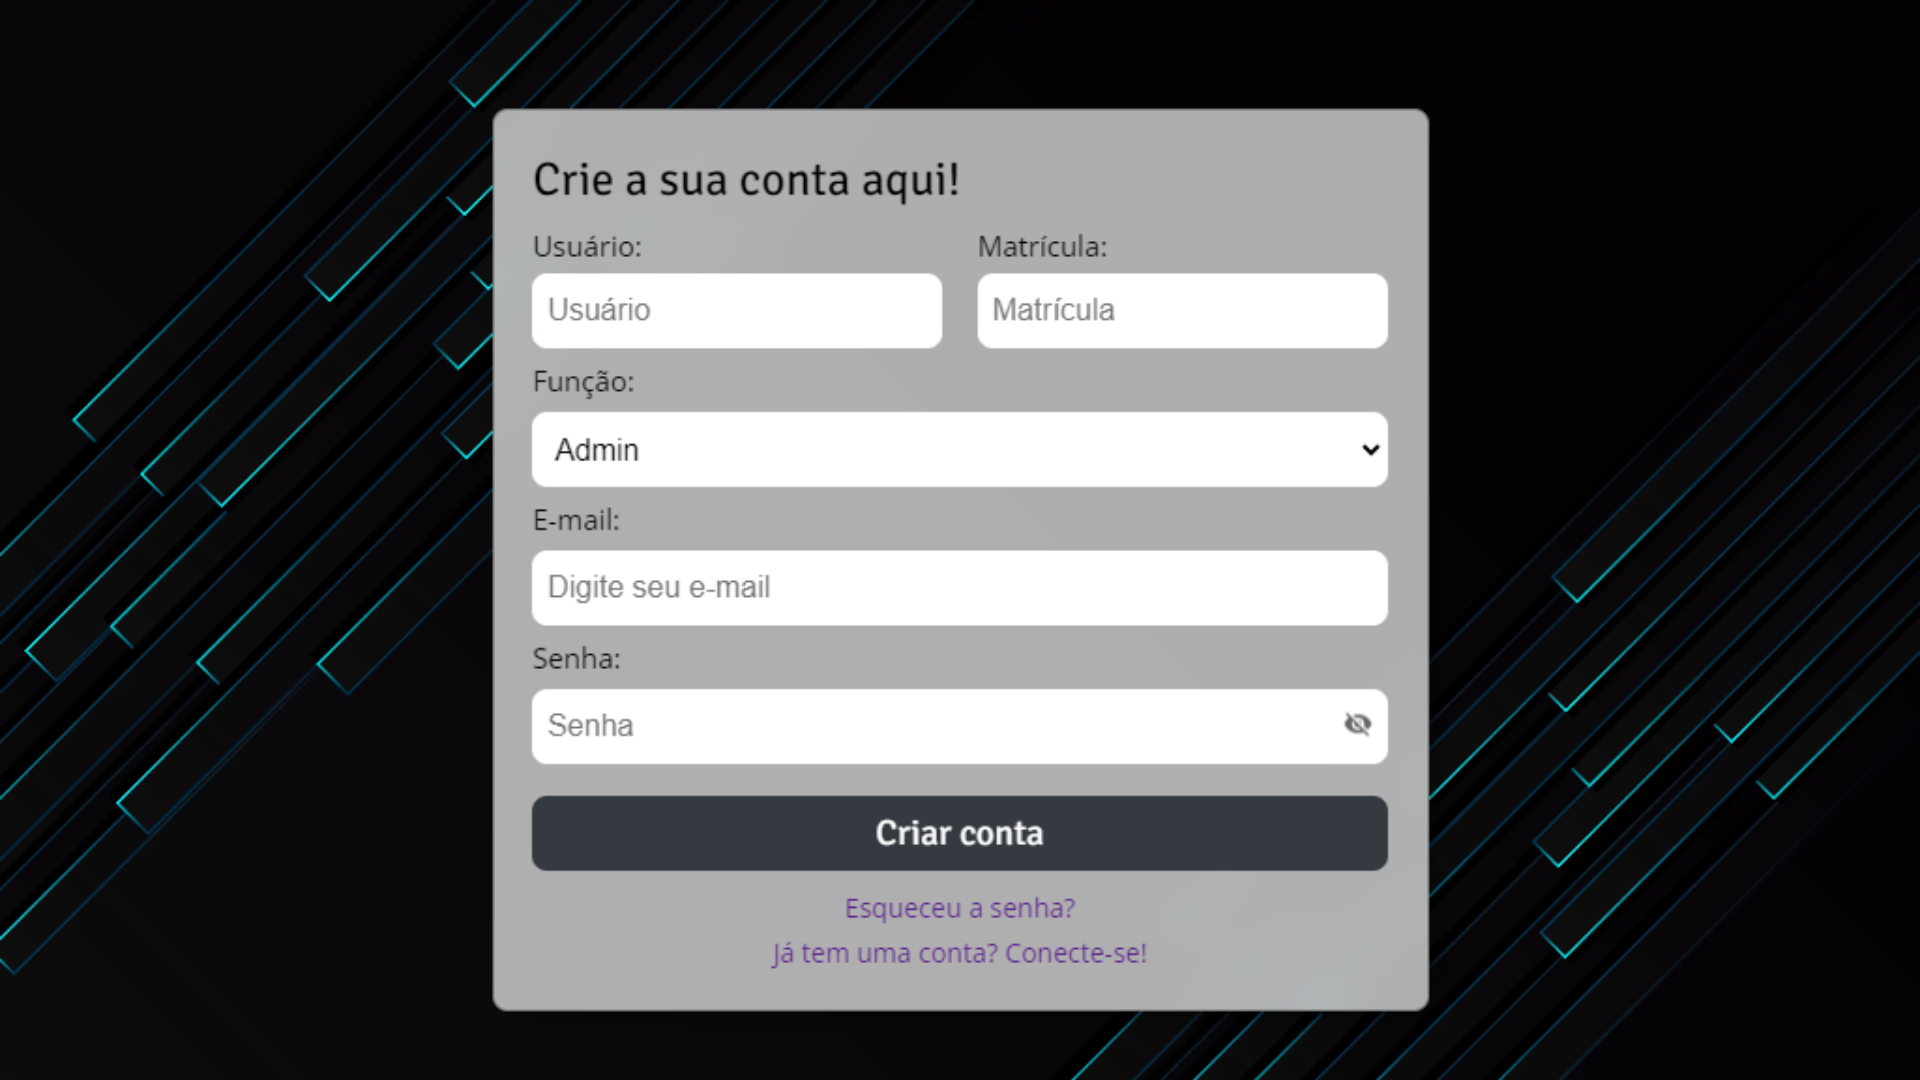 Crie a sua conta aqui!
Usuário: Matrícula:
Usuário Matrícula
Função:
Admin
E-mail:
Digite seu e-mail
Senha:
Senha
Criar conta
Esqueceu a senha?
Já tem uma conta? Conecte-se!